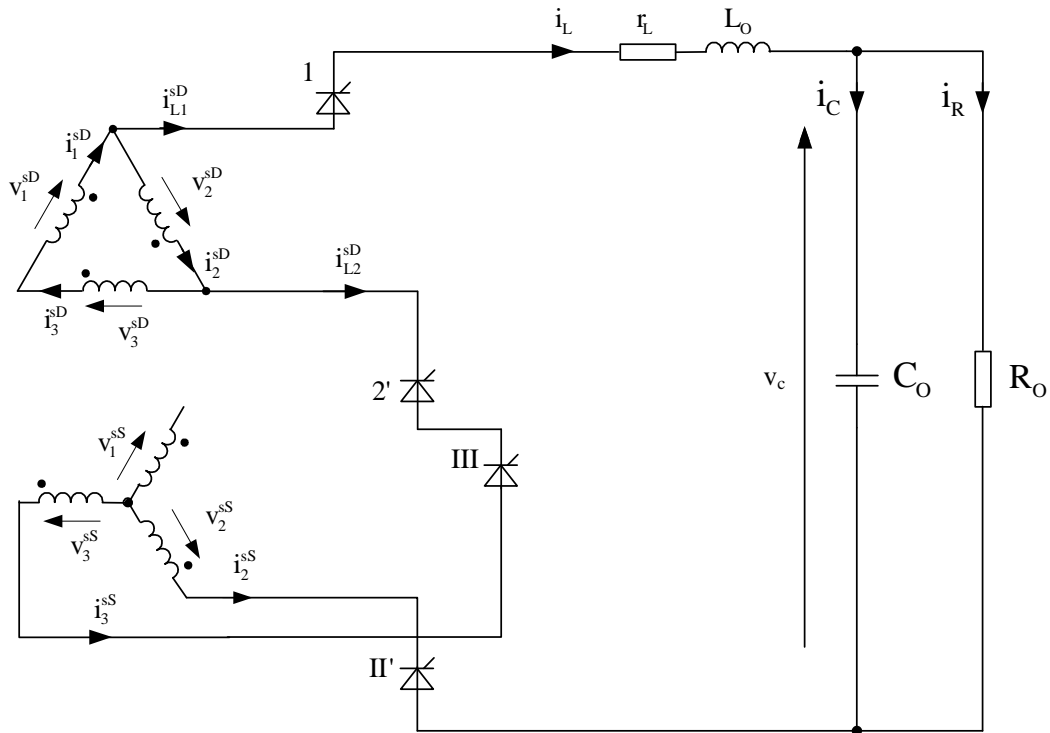 i_L
r_L
L_O
1
i_L1^sD
i_C
i_R
i_1^sD
v_1^sD
v_2^sD
i_2^sD
i_L2^sD
i_3^sD
v_3^sD
2'
v_c
C_O
R_O
v_1^sS
III
v_2^sS
v_3^sS
i_2^sS
i_3^sS
II'